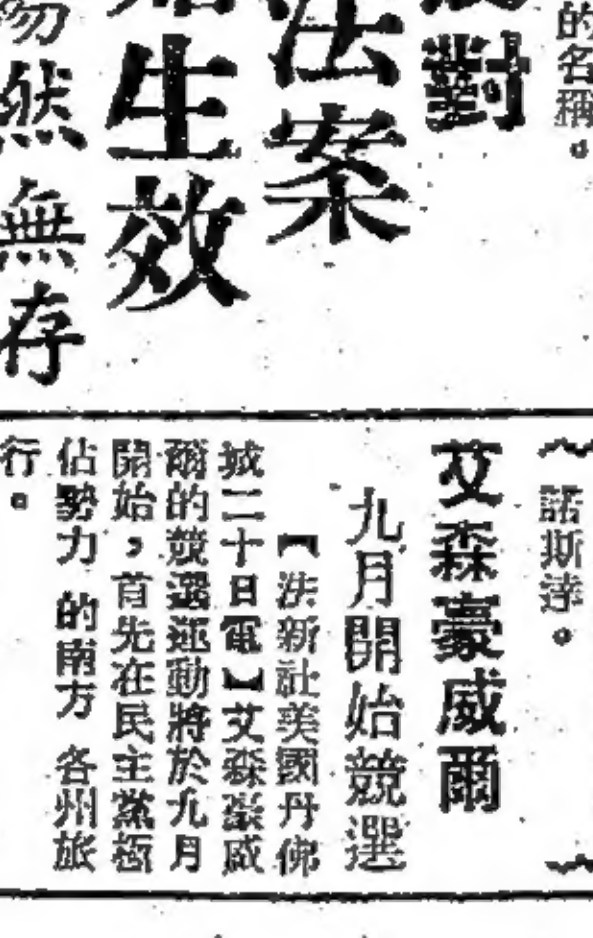 的名稱。
對
法案
生效
勿然無存
諾斯達。
艾森豪威爾
九月開始競選
【法新社美國丹佛
城二十日電】艾森豪威
爾的競選運動將於九月
開始，首先在民主黨極
佔勢力的南方各州旅
行。